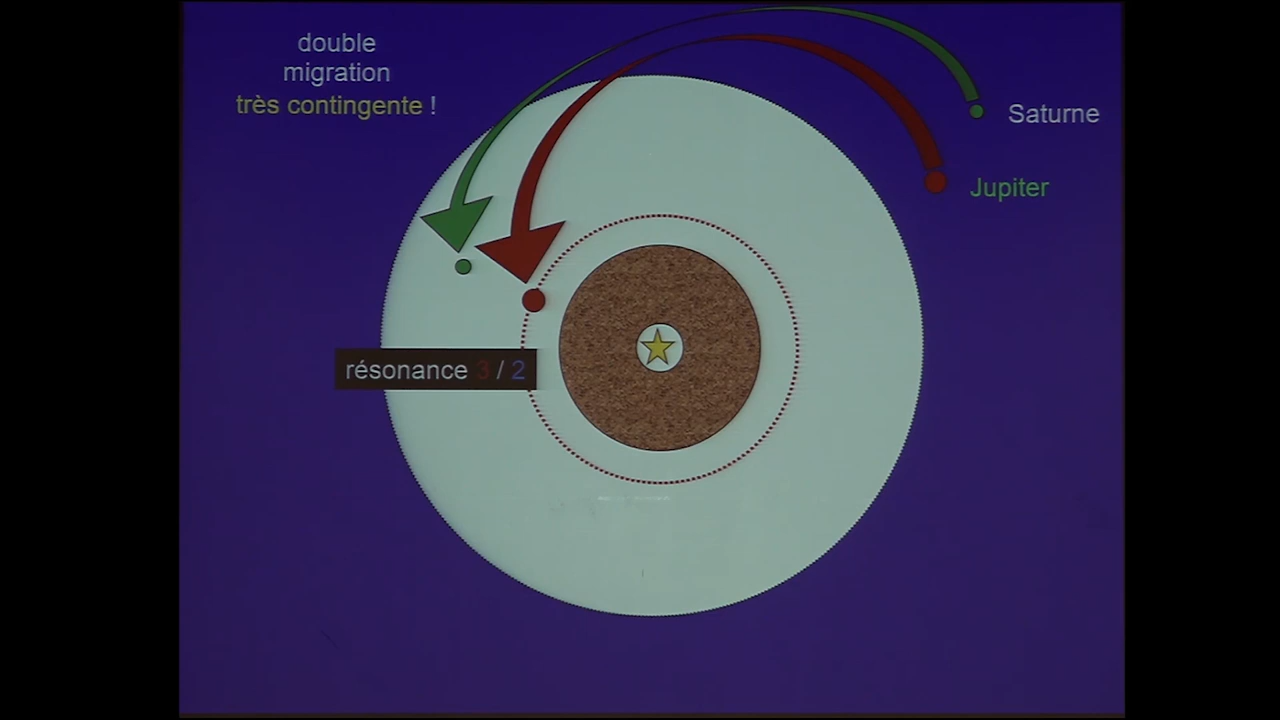 double
migration
très contingente !
Saturne
Jupiter
résonance 3 / 2